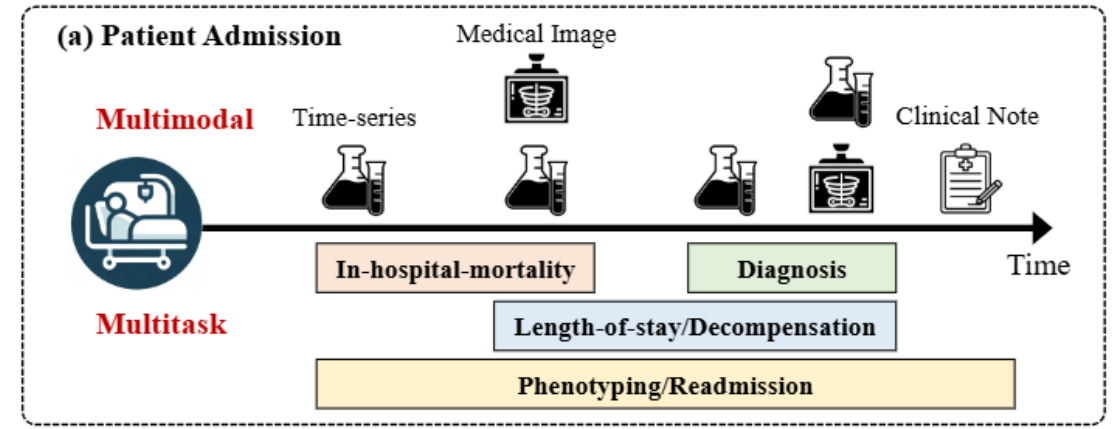 (a) Patient Admission
Medical Image
Multimodal
Time-series
Clinical Note
In-hospital-mortality
Diagnosis
Time
Multitask
Length-of-stay/Decompensation
Phenotyping/Readmission